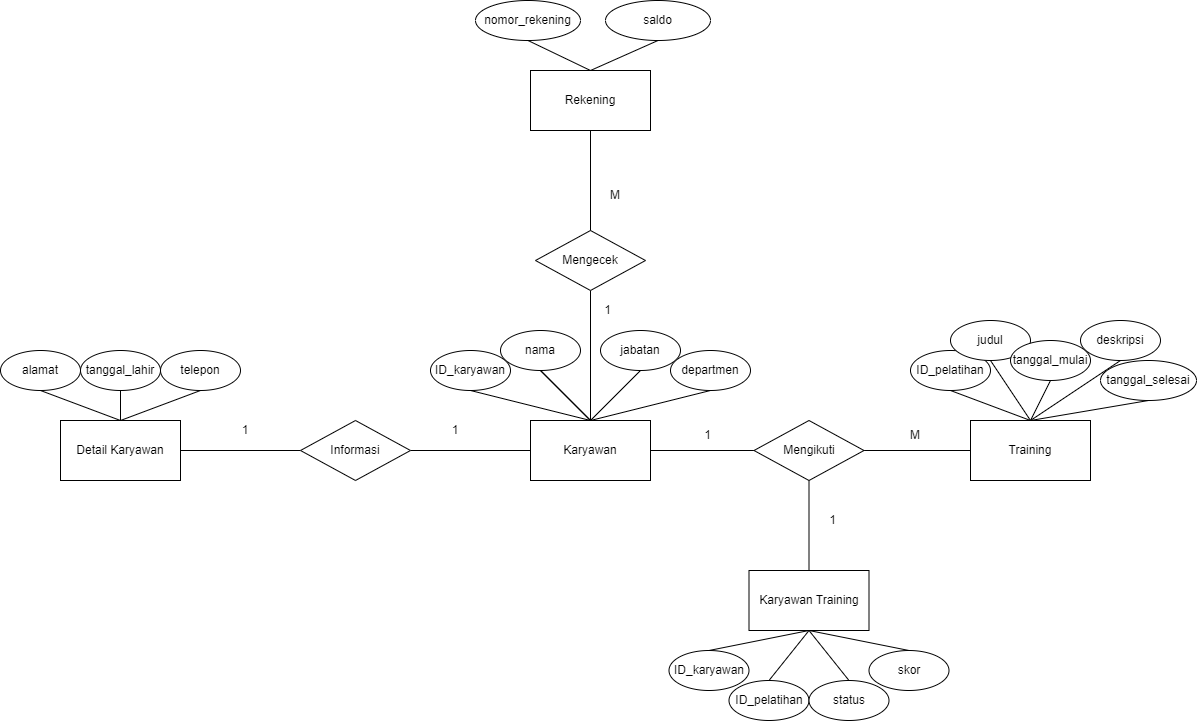 nomor_rekening
saldo
Rekening
M
Mengecek
1
alamat
tanggal_lahir
telepon
ID_karyawan
nama
jabatan
departmen
ID_pelatihan
judul
tanggal_mulai
deskripsi
tanggal_selesai
Detail Karyawan
1
Informasi
1
Karyawan
1
Mengikuti
M
Training
1
Karyawan Training
ID_karyawan
ID_pelatihan
status
skor